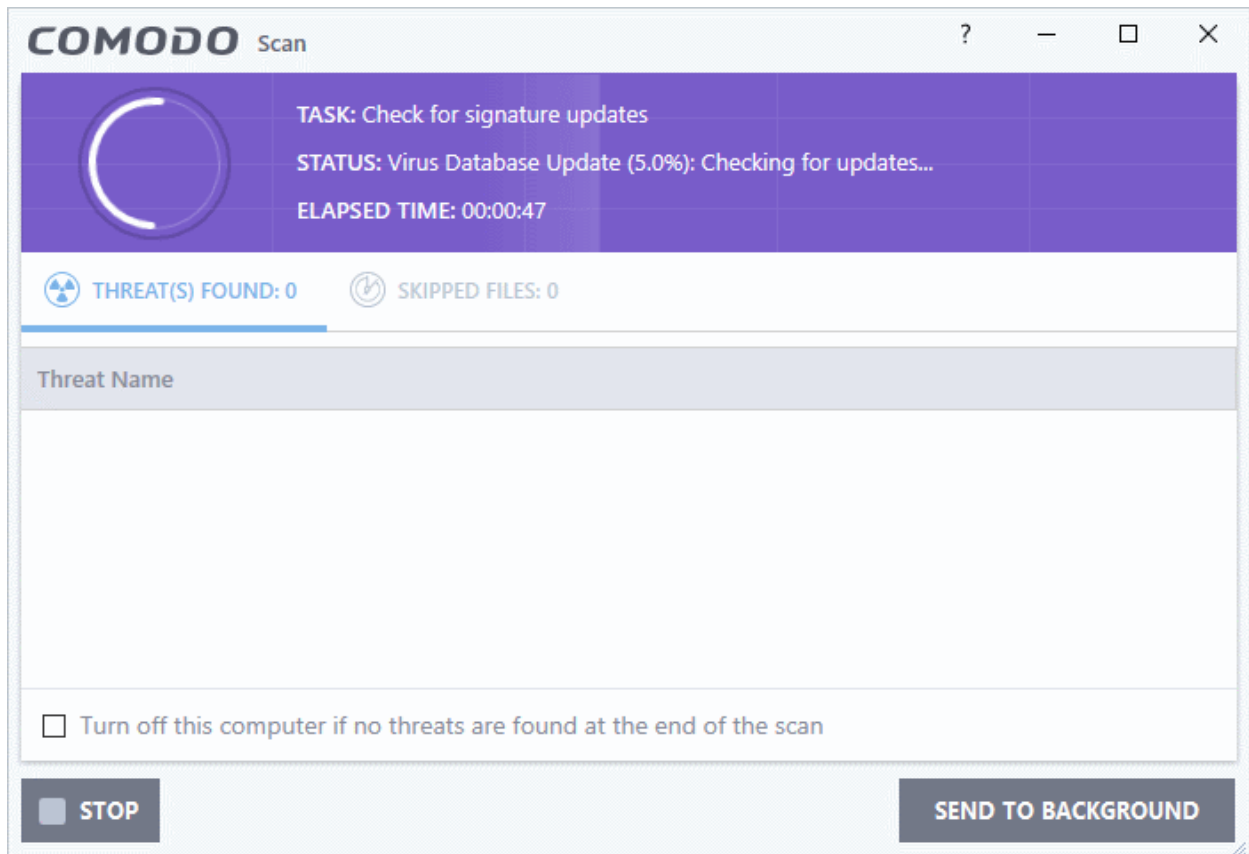 COMODO Scan ?
TASK: Check for signature updates
STATUS: Virus Database Update (5.0%): Checking for updates...
ELAPSED TIME: 00:00:47
THREAT(S) FOUND: 0 SKIPPED FILES: 0
Threat Name
Turn off this computer if no threats are found at the end of the scan
STOP SEND TO BACKGROUND